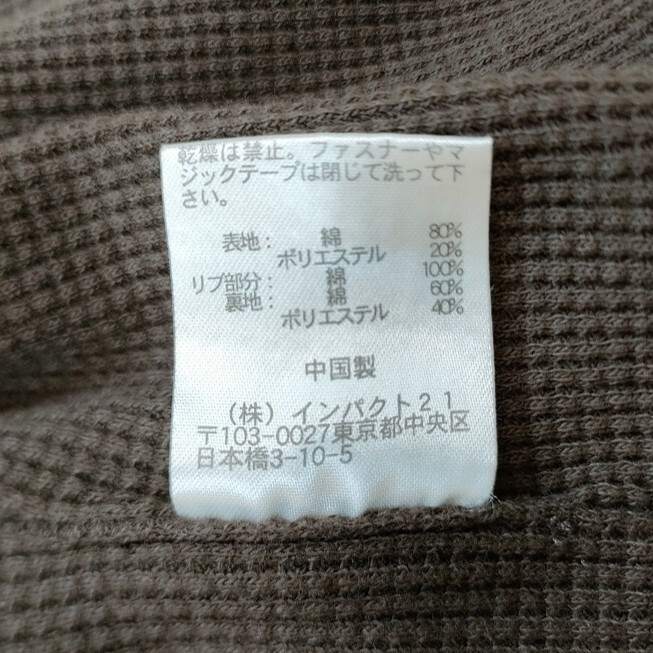 乾燥は禁止。ファスナーやマ
ジックテープは閉じて洗って下
さい。
表地： 綿 80%
ポリエステル 20%
リブ部分： 綿 100%
裏地： 綿 60%
ポリエステル 40%
中国製
（株）インパクト２１
〒103-0027東京都中央区
日本橋3-10-5